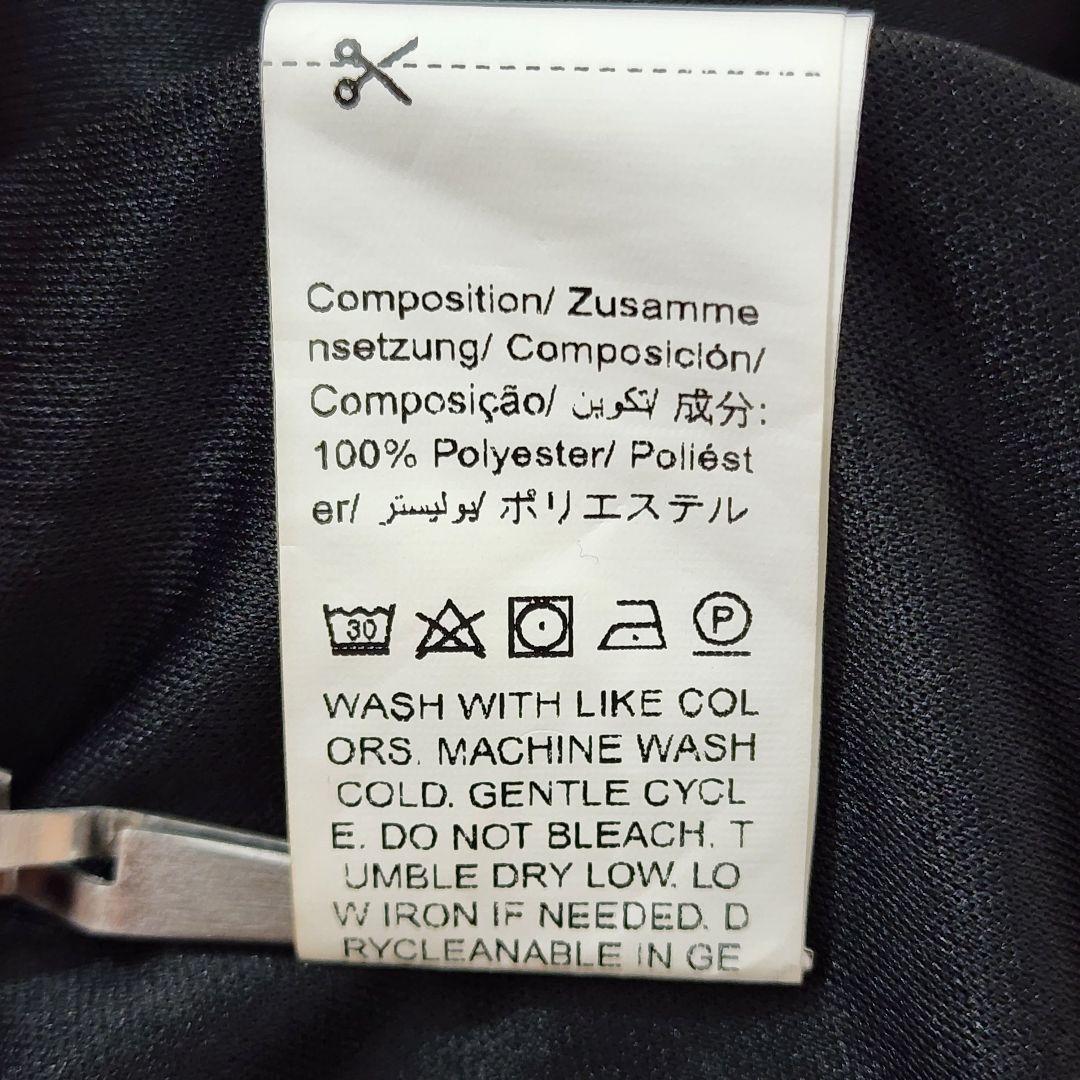 Composition/ Zusamme
nsetzung/ Composición/
Composição/ تكوين/ 成分:
100% Polyester/ Poliést
er/ بوليستر/ ポリエステル
30 P
WASH WITH LIKE COL
ORS. MACHINE WASH
COLD. GENTLE CYCL
E. DO NOT BLEACH. T
UMBLE DRY LOW. LO
W IRON IF NEEDED. D
RYCLEANABLE IN GE